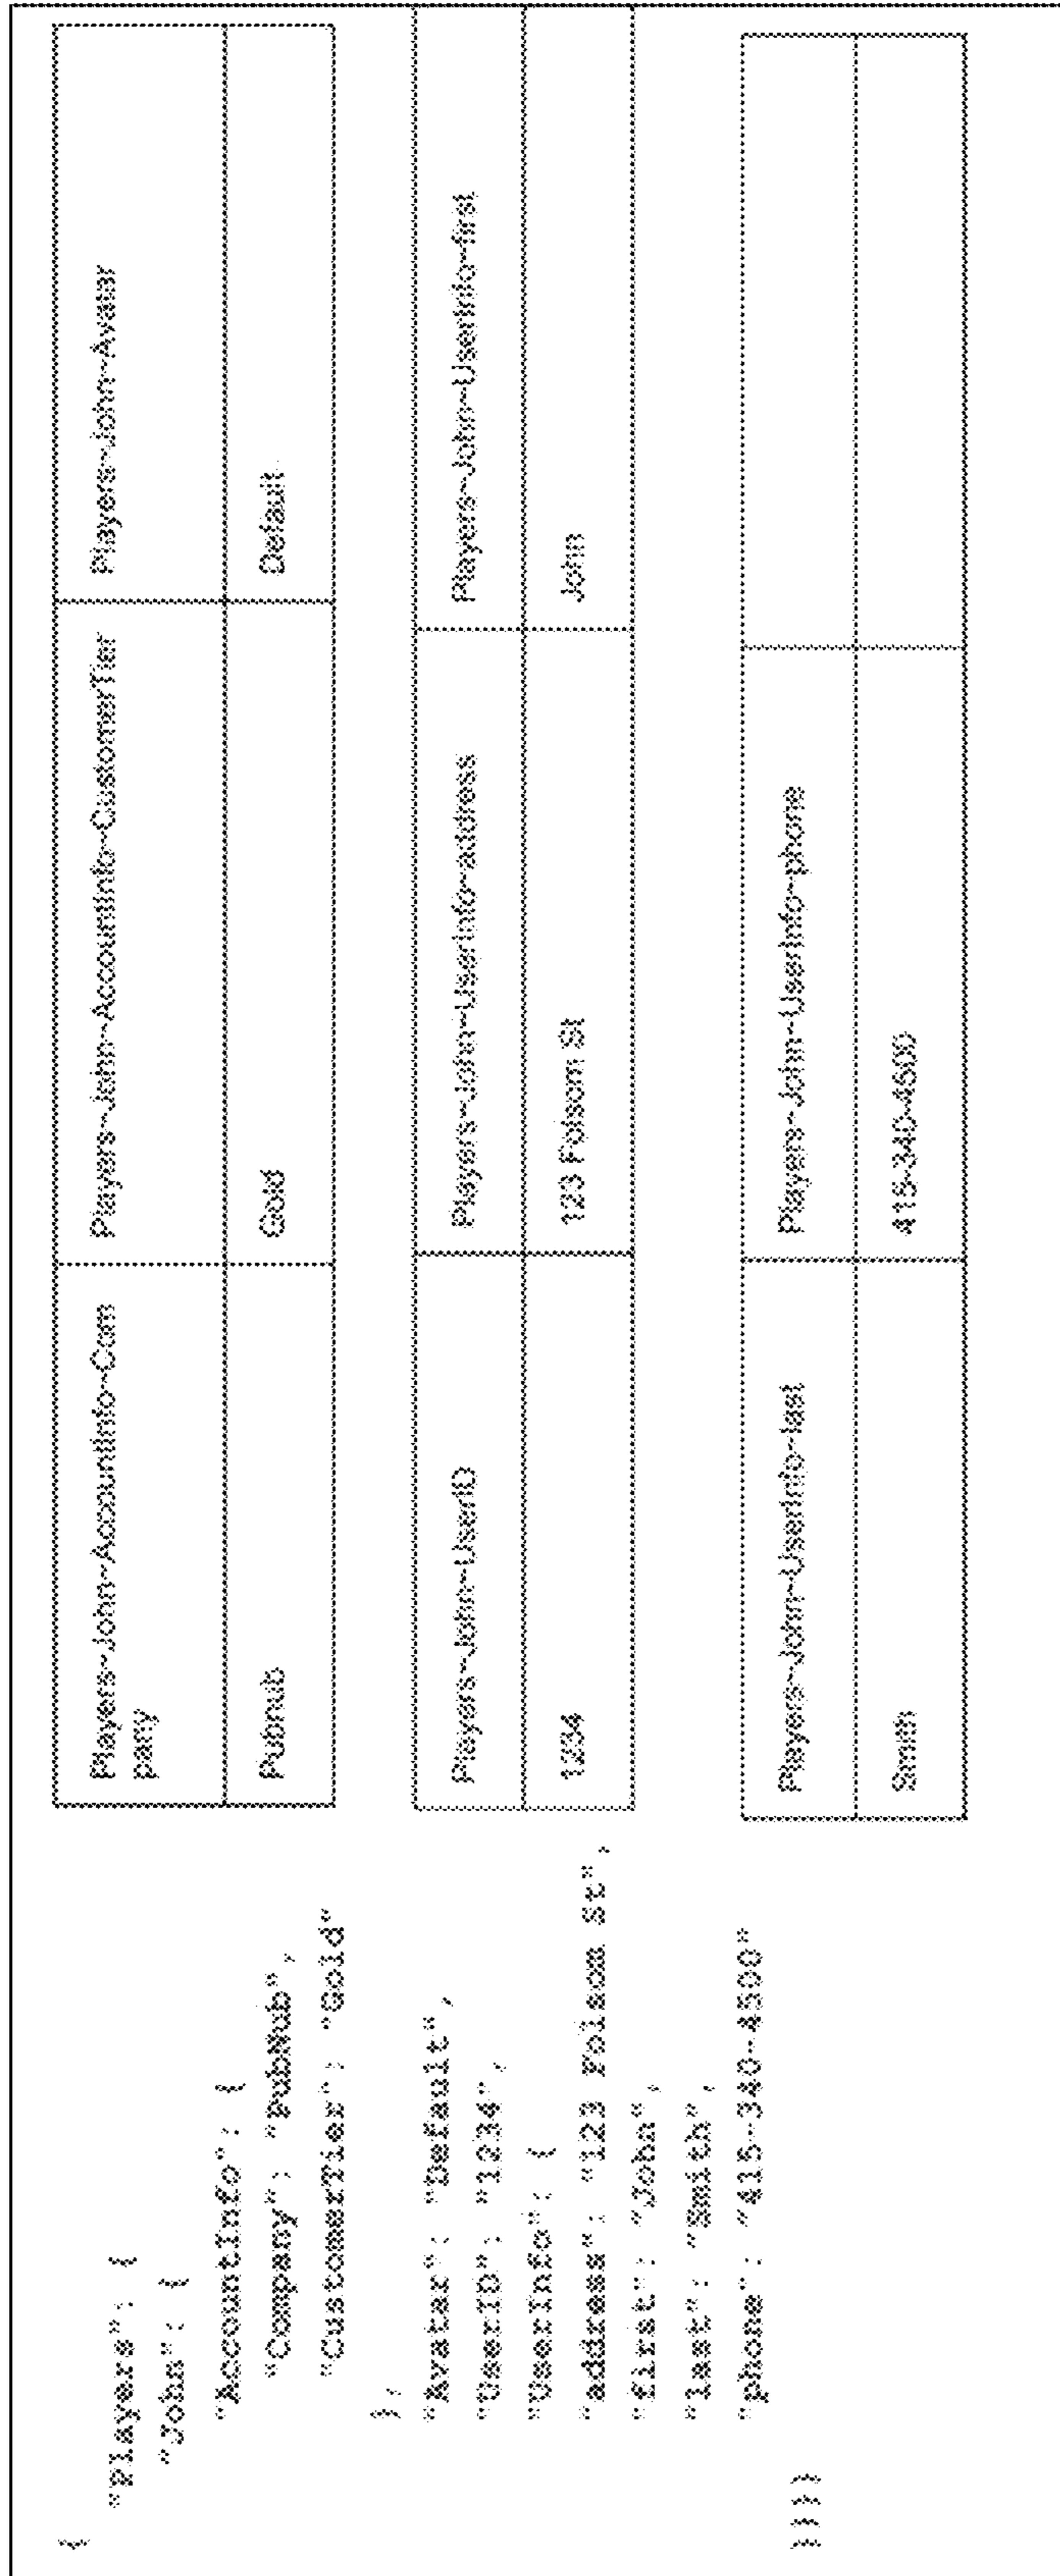 {
"Players": {
"John": {
"AccountInfo": {
"Company": "PubNub",
"CustomerTier": "Gold"
},
"Avatar": "Default",
"UserID": "1234",
"UserInfo": {
"address": "123 Folsom St",
"first": "John",
"last": "Smith",
"phone": "415-340-4500"
}}}}
Players~John~AccountInfo~Com
pany
Players~John~AccountInfo~CustomerTier
Players~John~Avatar
Pubnub
Gold
Default
Players~John~UserID
Players~John~UserInfo~address
Players~John~UserInfo~first
1234
123 Folsom St
John
Players~John~UserInfo~last
Players~John~UserInfo~phone
Smith
415-340-4500